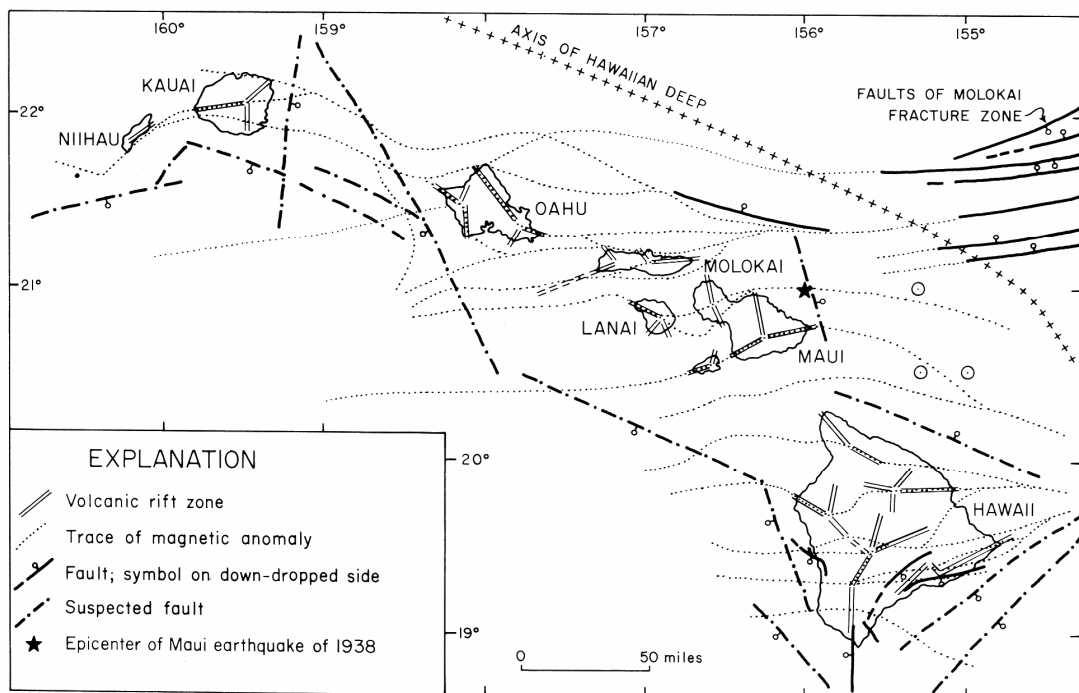 160°
159°
157°
156°
155°
AXIS OF HAWAIIAN DEEP
KAUAI
22°
NIIHAU
FAULTS OF MOLOKAI
FRACTURE ZONE
OAHU
21°
MOLOKAI
LANAI
MAUI
20°
HAWAII
19°
EXPLANATION
Volcanic rift zone
Trace of magnetic anomaly
Fault; symbol on down-dropped side
Suspected fault
Epicenter of Maui earthquake of 1938
0 50 miles